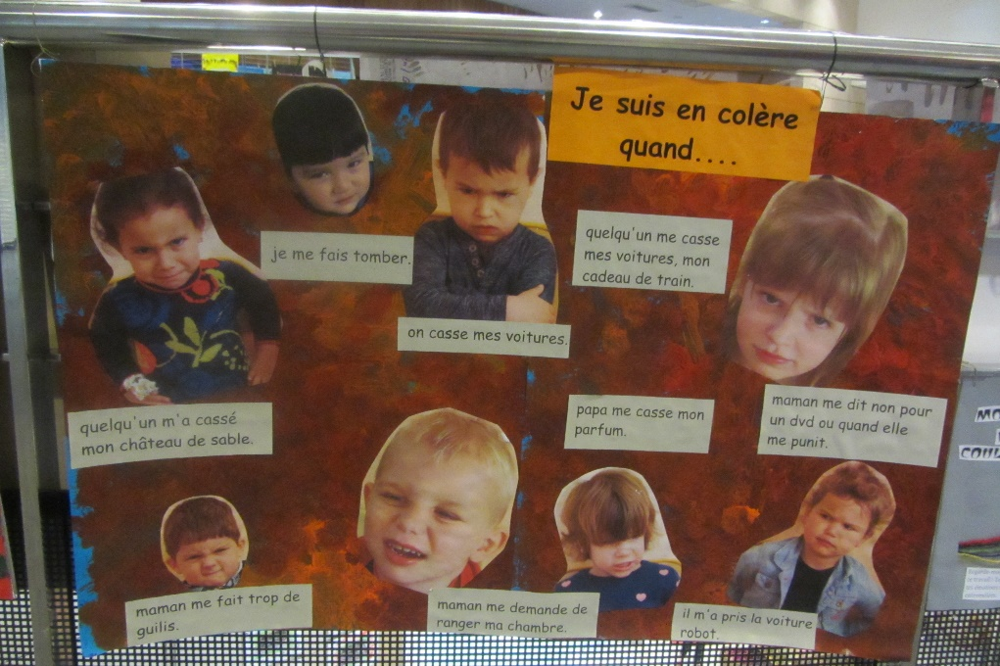 Je suis en colère
quand....
je me fais tomber.
quelqu'un me casse
mes voitures, mon
cadeau de train.
on casse mes voitures.
quelqu'un m'a cassé
mon château de sable.
papa me casse mon
parfum.
maman me dit non pour
un dvd ou quand elle
me punit.
maman me fait trop de
guilis.
maman me demande de
ranger ma chambre.
il m'a pris la voiture
robot.